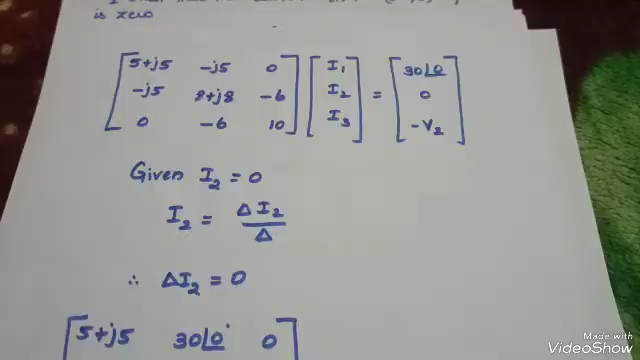 is zero
[5+j5 -j5 0] [I1] = [30∠0]
[-j5 8+j8 -6] [I2] [0]
[0 -6 10] [I3] [-V2]
Given I2 = 0
I2 = ΔI2 / Δ
∴ ΔI2 = 0
[5+j5 30∠0° 0]
Made with
VideoShow